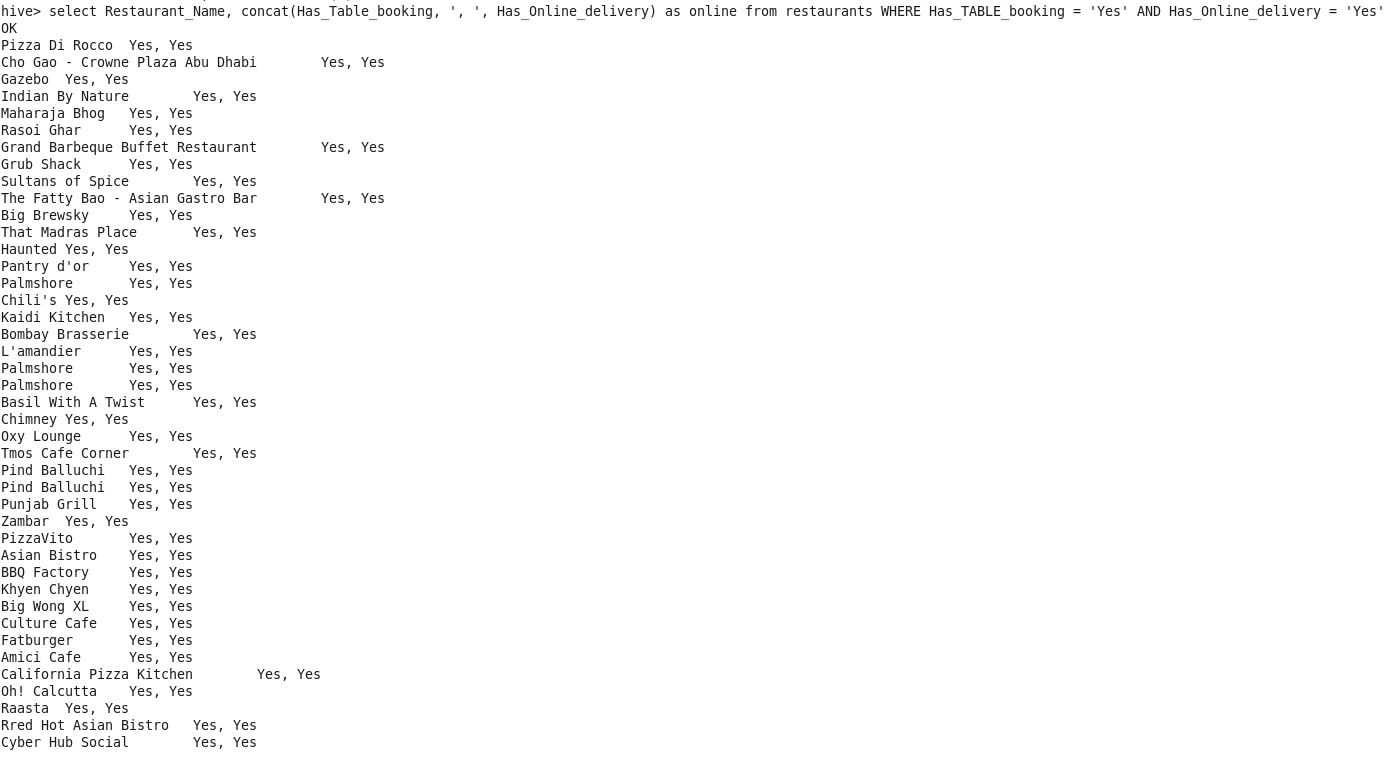 hive> select Restaurant_Name, concat(Has_Table_booking, ', ', Has_Online_delivery) as online from restaurants WHERE Has_TABLE_booking = 'Yes' AND Has_Online_delivery = 'Yes'
OK
Pizza Di Rocco	Yes, Yes
Cho Gao - Crowne Plaza Abu Dhabi	Yes, Yes
Gazebo	Yes, Yes
Indian By Nature	Yes, Yes
Maharaja Bhog	Yes, Yes
Rasoi Ghar	Yes, Yes
Grand Barbeque Buffet Restaurant	Yes, Yes
Grub Shack	Yes, Yes
Sultans of Spice	Yes, Yes
The Fatty Bao - Asian Gastro Bar	Yes, Yes
Big Brewsky	Yes, Yes
That Madras Place	Yes, Yes
Haunted	Yes, Yes
Pantry d'or	Yes, Yes
Palmshore	Yes, Yes
Chili's	Yes, Yes
Kaidi Kitchen	Yes, Yes
Bombay Brasserie	Yes, Yes
L'amandier	Yes, Yes
Palmshore	Yes, Yes
Palmshore	Yes, Yes
Basil With A Twist	Yes, Yes
Chimney	Yes, Yes
Oxy Lounge	Yes, Yes
Tmos Cafe Corner	Yes, Yes
Pind Balluchi	Yes, Yes
Pind Balluchi	Yes, Yes
Punjab Grill	Yes, Yes
Zambar	Yes, Yes
PizzaVito	Yes, Yes
Asian Bistro	Yes, Yes
BBQ Factory	Yes, Yes
Khyen Chyen	Yes, Yes
Big Wong XL	Yes, Yes
Culture Cafe	Yes, Yes
Fatburger	Yes, Yes
Amici Cafe	Yes, Yes
California Pizza Kitchen	Yes, Yes
Oh! Calcutta	Yes, Yes
Raasta	Yes, Yes
Rred Hot Asian Bistro	Yes, Yes
Cyber Hub Social	Yes, Yes